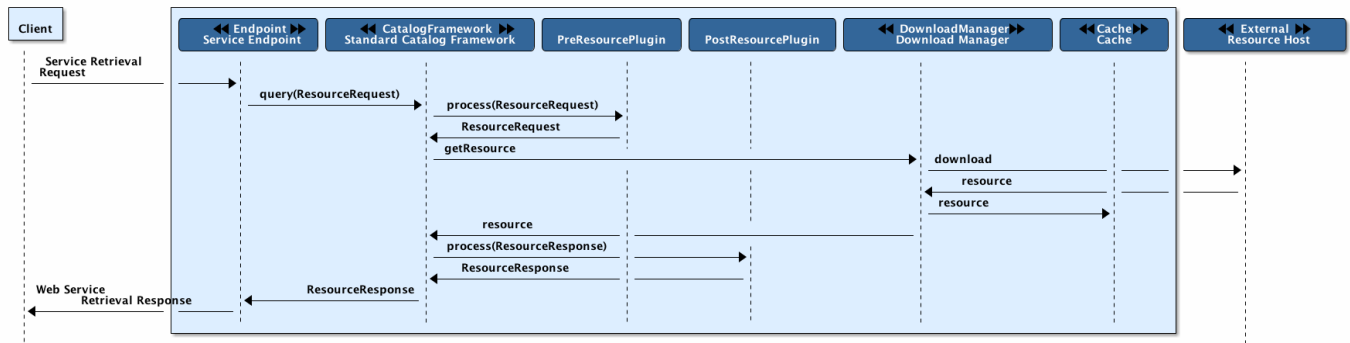 Client
◀◀ Endpoint ▶▶
Service Endpoint
◀◀ CatalogFramework ▶▶
Standard Catalog Framework
PreResourcePlugin
PostResourcePlugin
◀◀ DownloadManager▶▶
Download Manager
◀◀ Cache▶▶
Cache
◀◀ External ▶▶
Resource Host
Service Retrieval
Request
query(ResourceRequest)
process(ResourceRequest)
ResourceRequest
getResource
download
resource
resource
resource
process(ResourceResponse)
ResourceResponse
ResourceResponse
Web Service
Retrieval Response